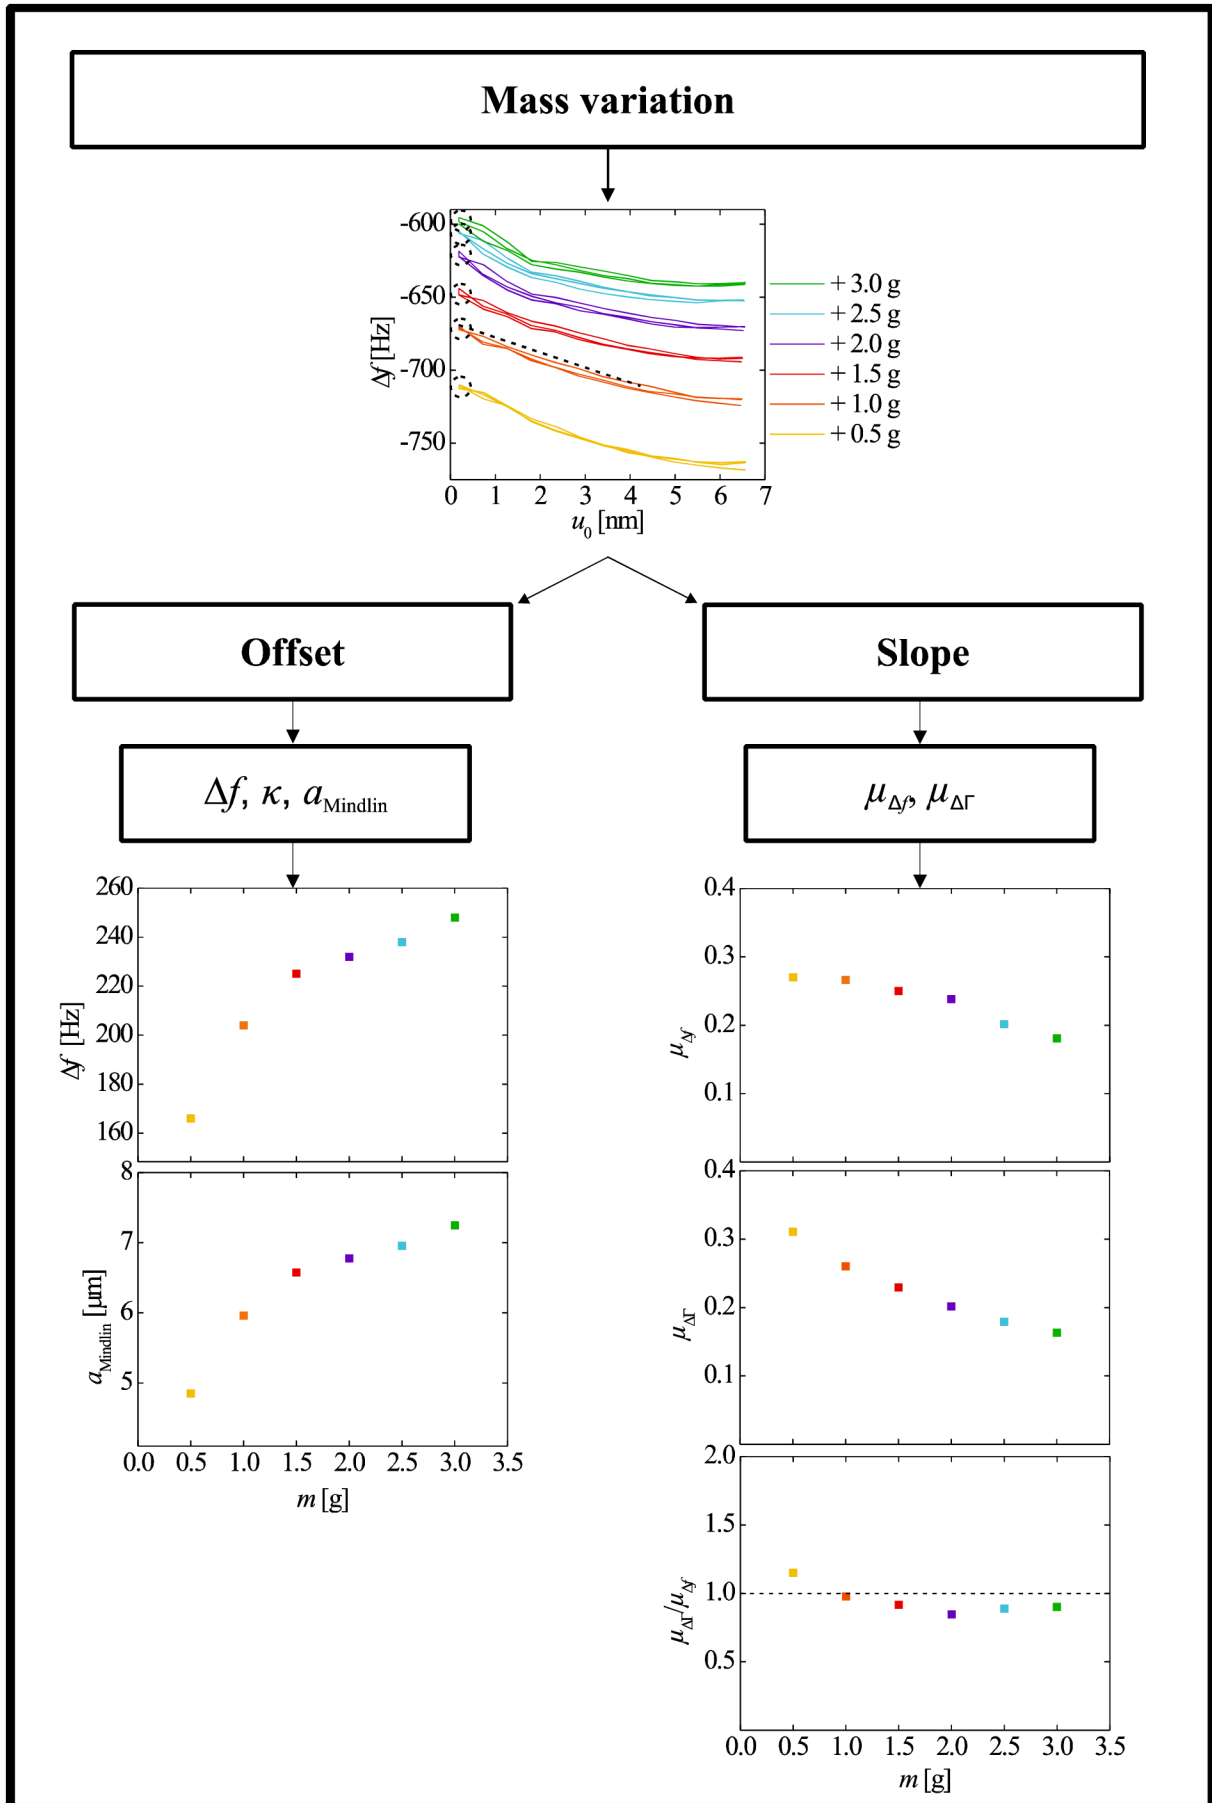 Mass variation
-600
-650
-700
-750
Δf [Hz]
0 1 2 3 4 5 6 7
u0 [nm]
+ 3.0 g
+ 2.5 g
+ 2.0 g
+ 1.5 g
+ 1.0 g
+ 0.5 g
Offset
Slope
Δf, κ, aMindlin
μΔf, μΔΓ
260
240
220
200
180
160
Δf [Hz]
8
7
6
5
aMindlin [μm]
0.0 0.5 1.0 1.5 2.0 2.5 3.0 3.5
m [g]
0.4
0.3
0.2
0.1
μΔf
0.4
0.3
0.2
0.1
μΔΓ
2.0
1.5
1.0
0.5
μΔΓ/μΔf
0.0 0.5 1.0 1.5 2.0 2.5 3.0 3.5
m [g]